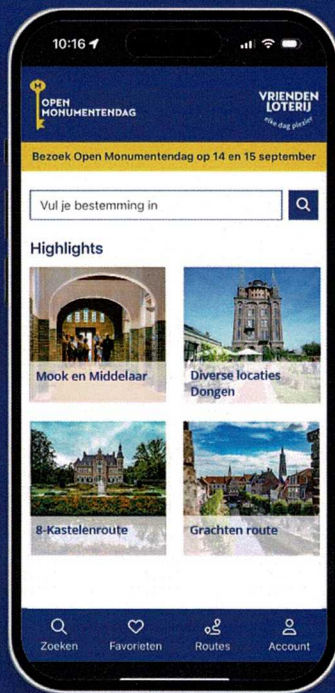 10:16
M
OPEN
MONUMENTENDAG
VRIENDEN
LOTERIJ
elke dag plezier
Bezoek Open Monumentendag op 14 en 15 september
Vul je bestemming in
Highlights
Mook en Middelaar
Diverse locaties
Dongen
8-Kastelenroute
Grachten route
Zoeken
Favorieten
Routes
Account